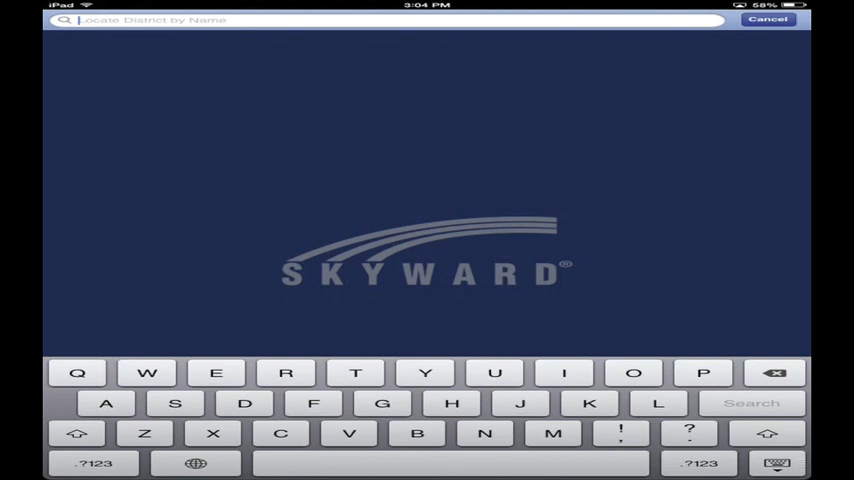 iPad 3:04 PM 58%
Locate District by Name Cancel
SKYWARD®
Q W E R T Y U I O P
A S D F G H J K L Search
Z X C V B N M ! , ? .
.?123 .?123